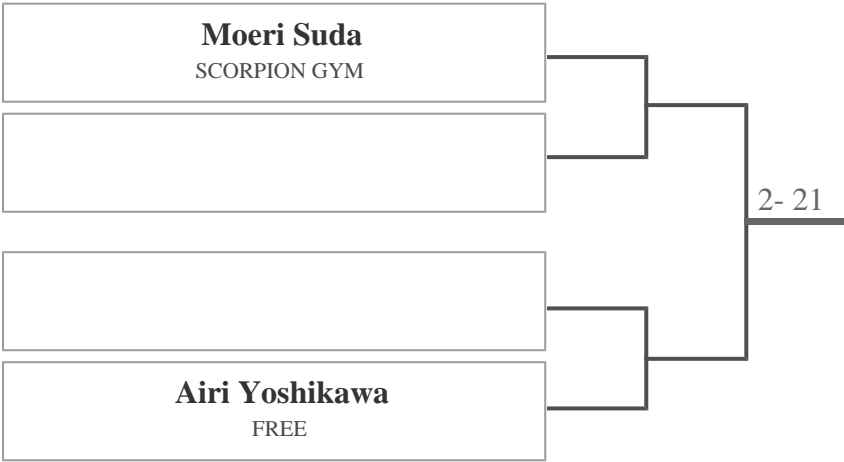 Moeri Suda
SCORPION GYM
2- 21
Airi Yoshikawa
FREE